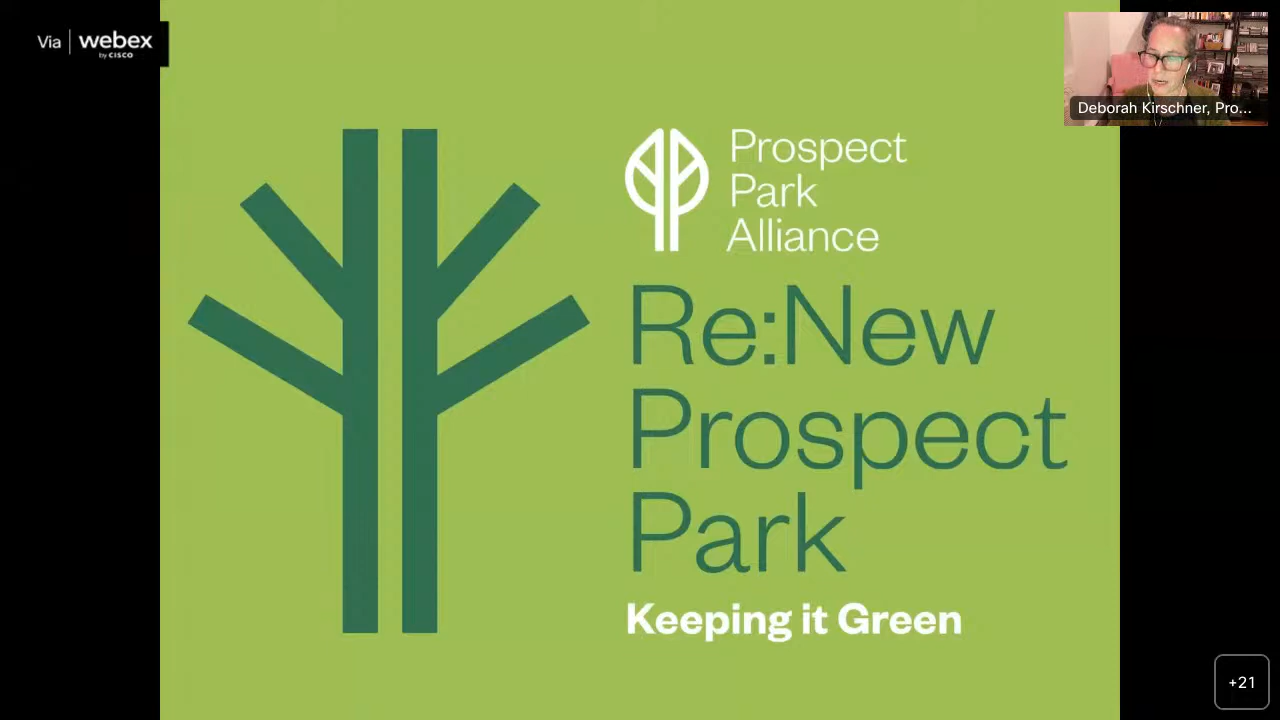 Via webex
by CISCO
Deborah Kirschner, Pro...
Prospect
Park
Alliance
Re:New
Prospect
Park
Keeping it Green
+21